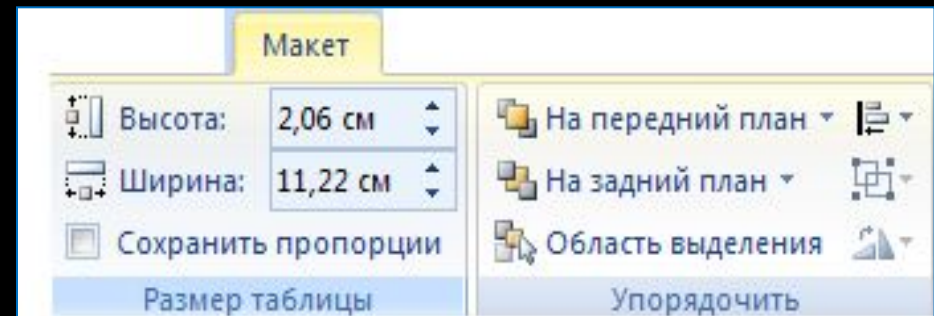 Макет
Высота: 2,06 см
Ширина: 11,22 см
Сохранить пропорции
Размер таблицы
На передний план
На задний план
Область выделения
Упорядочить